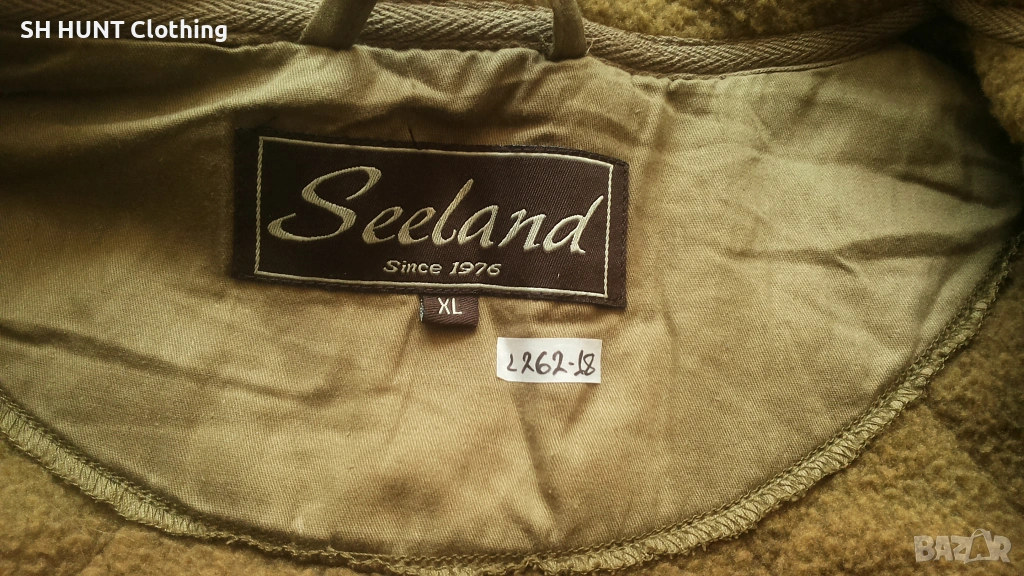 SH HUNT Clothing
Seeland
Since 1976
XL
2262-18
BAZAR